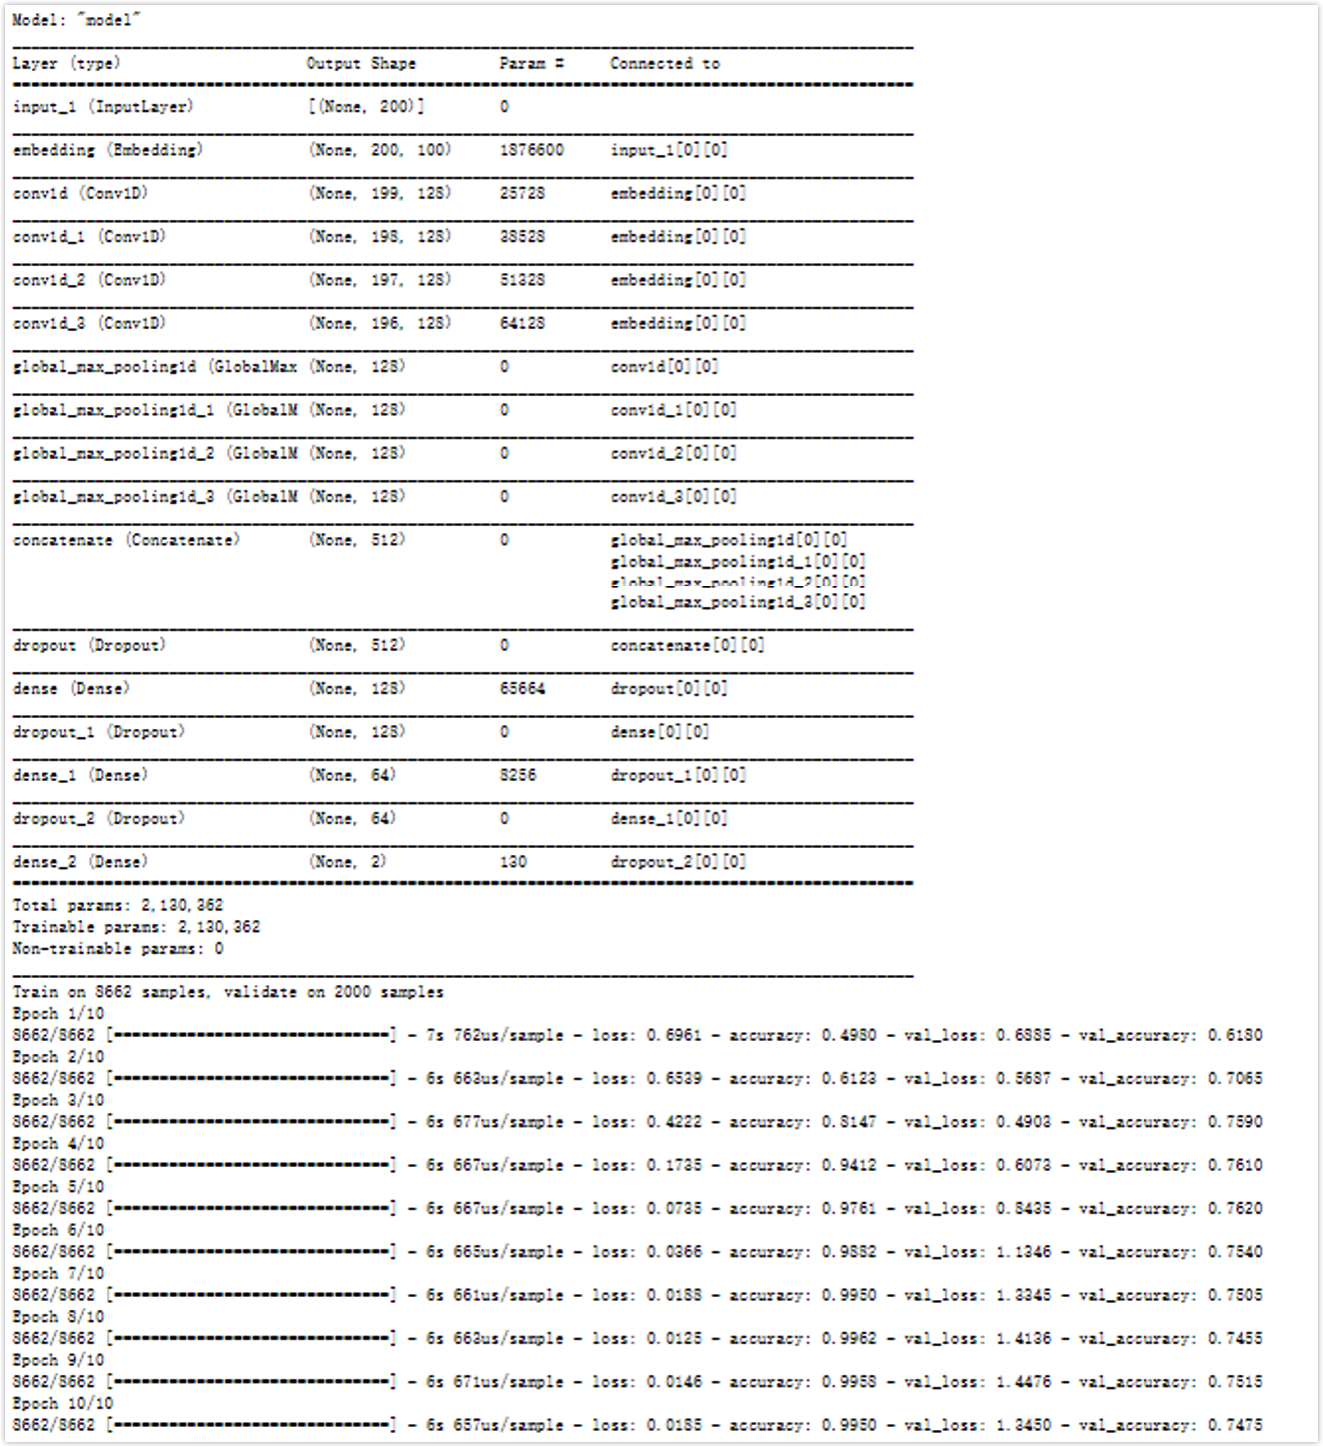 Model: "model"
Layer (type) Output Shape Param # Connected to
input_1 (InputLayer) [(None, 200)] 0
embedding (Embedding) (None, 200, 100) 1876600 input_1[0][0]
conv1d (Conv1D) (None, 199, 128) 25728 embedding[0][0]
conv1d_1 (Conv1D) (None, 198, 128) 38528 embedding[0][0]
conv1d_2 (Conv1D) (None, 197, 128) 51328 embedding[0][0]
conv1d_3 (Conv1D) (None, 196, 128) 64128 embedding[0][0]
global_max_pooling1d (GlobalMax (None, 128) 0 conv1d[0][0]
global_max_pooling1d_1 (GlobalM (None, 128) 0 conv1d_1[0][0]
global_max_pooling1d_2 (GlobalM (None, 128) 0 conv1d_2[0][0]
global_max_pooling1d_3 (GlobalM (None, 128) 0 conv1d_3[0][0]
concatenate (Concatenate) (None, 512) 0 global_max_pooling1d[0][0]
global_max_pooling1d_1[0][0]
global_max_pooling1d_2[0][0]
global_max_pooling1d_3[0][0]
dropout (Dropout) (None, 512) 0 concatenate[0][0]
dense (Dense) (None, 128) 65664 dropout[0][0]
dropout_1 (Dropout) (None, 128) 0 dense[0][0]
dense_1 (Dense) (None, 64) 8256 dropout_1[0][0]
dropout_2 (Dropout) (None, 64) 0 dense_1[0][0]
dense_2 (Dense) (None, 2) 130 dropout_2[0][0]
Total params: 2,130,362
Trainable params: 2,130,362
Non-trainable params: 0
Train on 8662 samples, validate on 2000 samples
Epoch 1/10
8662/8662 [==============================] - 7s 762us/sample - loss: 0.6961 - accuracy: 0.4980 - val_loss: 0.6885 - val_accuracy: 0.6180
Epoch 2/10
8662/8662 [==============================] - 6s 663us/sample - loss: 0.6539 - accuracy: 0.6123 - val_loss: 0.5687 - val_accuracy: 0.7065
Epoch 3/10
8662/8662 [==============================] - 6s 677us/sample - loss: 0.4222 - accuracy: 0.8147 - val_loss: 0.4903 - val_accuracy: 0.7590
Epoch 4/10
8662/8662 [==============================] - 6s 667us/sample - loss: 0.1735 - accuracy: 0.9412 - val_loss: 0.6073 - val_accuracy: 0.7610
Epoch 5/10
8662/8662 [==============================] - 6s 667us/sample - loss: 0.0735 - accuracy: 0.9761 - val_loss: 0.8435 - val_accuracy: 0.7620
Epoch 6/10
8662/8662 [==============================] - 6s 665us/sample - loss: 0.0366 - accuracy: 0.9882 - val_loss: 1.1346 - val_accuracy: 0.7540
Epoch 7/10
8662/8662 [==============================] - 6s 661us/sample - loss: 0.0188 - accuracy: 0.9950 - val_loss: 1.3345 - val_accuracy: 0.7505
Epoch 8/10
8662/8662 [==============================] - 6s 663us/sample - loss: 0.0125 - accuracy: 0.9962 - val_loss: 1.4136 - val_accuracy: 0.7455
Epoch 9/10
8662/8662 [==============================] - 6s 671us/sample - loss: 0.0146 - accuracy: 0.9958 - val_loss: 1.4476 - val_accuracy: 0.7515
Epoch 10/10
8662/8662 [==============================] - 6s 657us/sample - loss: 0.0185 - accuracy: 0.9950 - val_loss: 1.3450 - val_accuracy: 0.7475